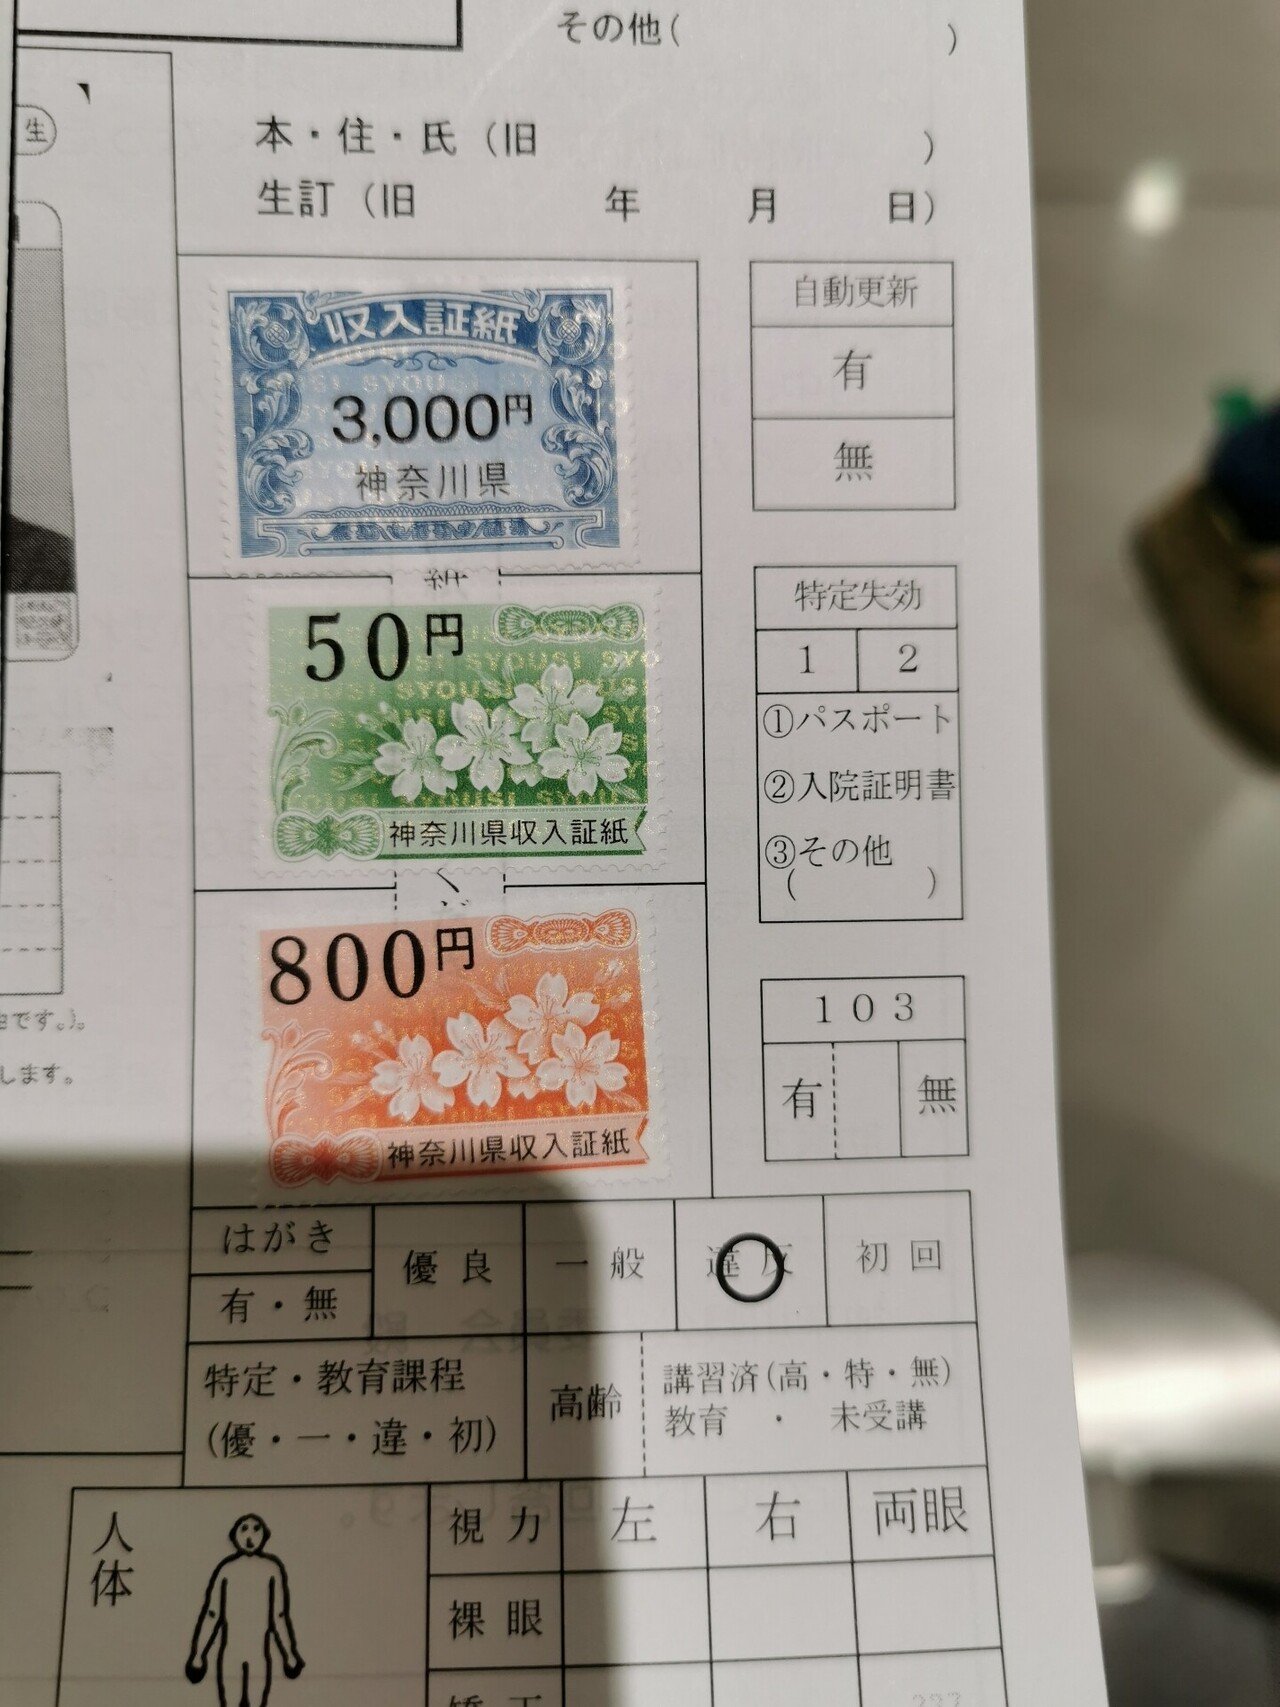 その他( )
生
本・住・氏（旧 ）
生訂（旧 年 月 日）
収入証紙
3,000円
神奈川県
自動更新
有
無
50円
神奈川県収入証紙
特定失効
1 2
①パスポート
②入院証明書
③その他
( )
800円
神奈川県収入証紙
103
有 無
です。)。
します。
はがき
有・無
優良 一般 違反 初回
特定・教育課程
(優・一・違・初)
高齢
講習済(高・特・無)
教育 ・ 未受講
人体
視力 左 右 両眼
裸眼